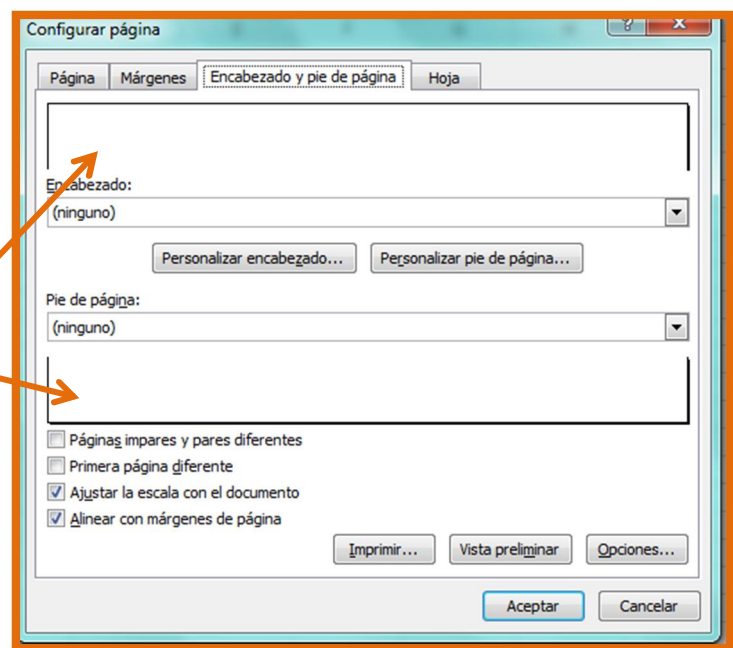 Configurar página
? X
Página Márgenes Encabezado y pie de página Hoja
Encabezado:
(ninguno)
Personalizar encabezado... Personalizar pie de página...
Pie de página:
(ninguno)
Páginas impares y pares diferentes
Primera página diferente
Ajustar la escala con el documento
Alinear con márgenes de página
Imprimir... Vista preliminar Opciones...
Aceptar Cancelar